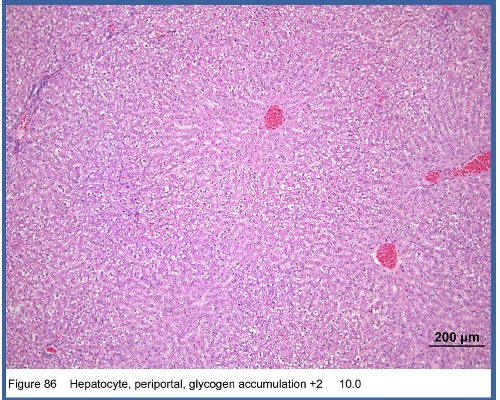 200 µm
Figure 86 Hepatocyte, periportal, glycogen accumulation +2 10.0